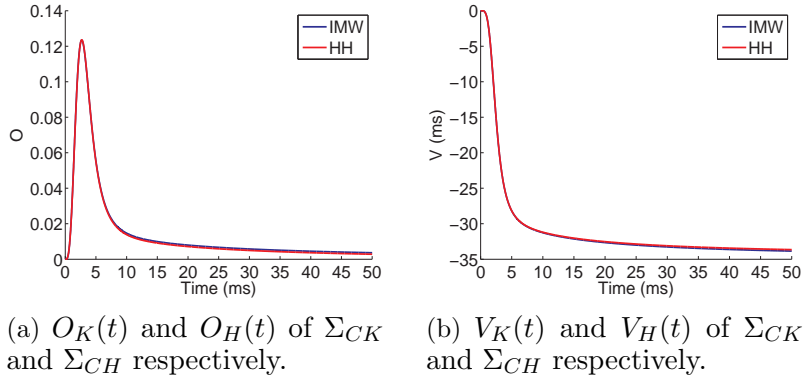 0.14
0.12
0.1
0.08
0.06
0.04
0.02
0
O
0 5 10 15 20 25 30 35 40 45 50
Time (ms)
IMW
HH
(a) O_K(t) and O_H(t) of Σ_CK
and Σ_CH respectively.
0
−5
−10
−15
−20
−25
−30
−35
V (ms)
0 5 10 15 20 25 30 35 40 45 50
Time (ms)
IMW
HH
(b) V_K(t) and V_H(t) of Σ_CK
and Σ_CH respectively.